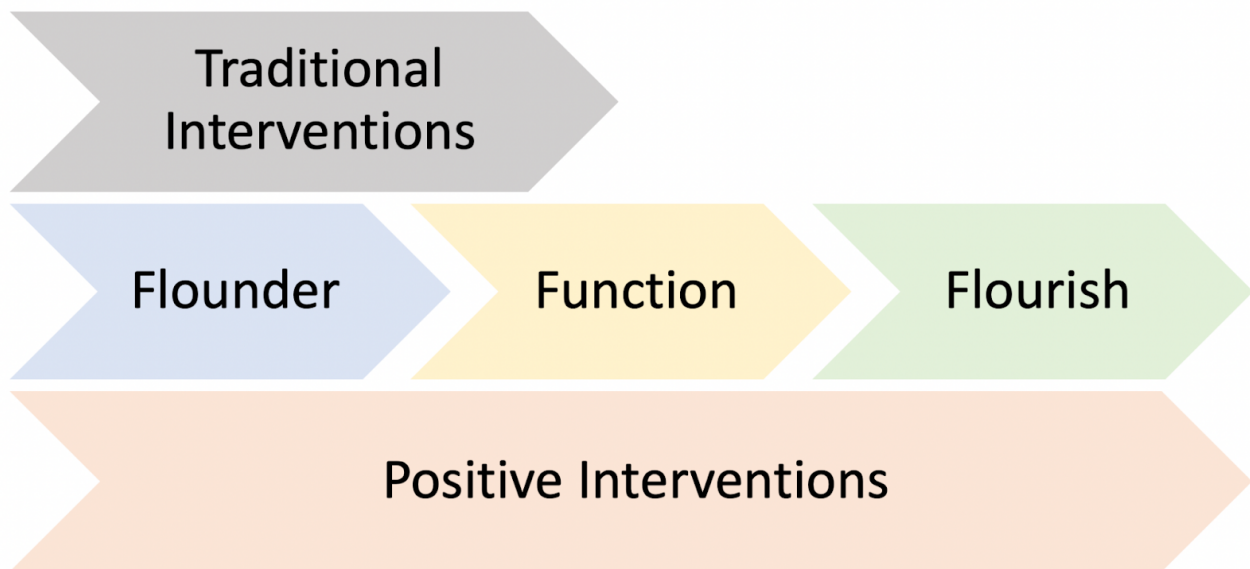 Traditional
Interventions
Flounder
Function
Flourish
Positive Interventions